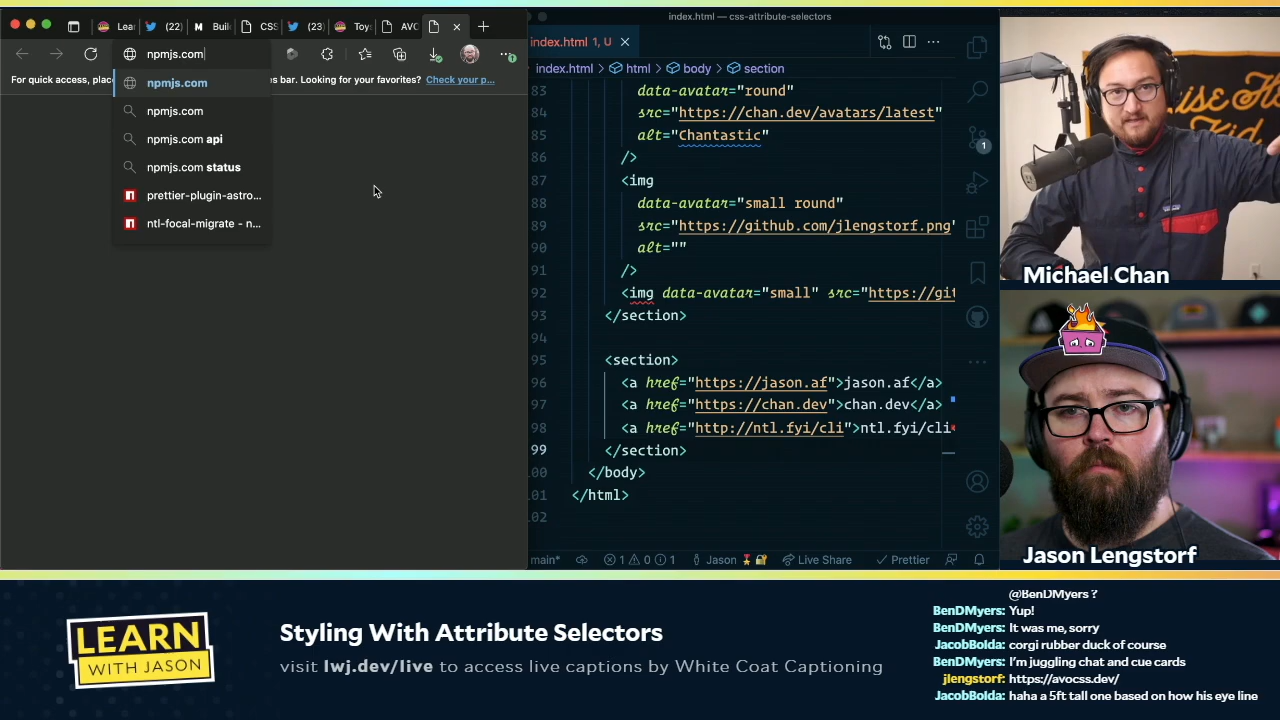 index.html — css-attribute-selectors
Lea
(22)
Buil
CSS
(23)
Toy
AVO
npmjs.com
For quick access, plac
s bar. Looking for your favorites? Check your p...
npmjs.com
npmjs.com
npmjs.com api
npmjs.com status
prettier-plugin-astro...
ntl-focal-migrate - n...
index.html 1, U
index.html > html > body > section
83 data-avatar="round"
84 src="https://chan.dev/avatars/latest"
85 alt="Chantastic"
86 />
87 <img
88 data-avatar="small round"
89 src="https://github.com/jlengstorf.png"
90 alt=""
91 />
92 <img data-avatar="small" src="https://git
93 </section>
94
95 <section>
96 <a href="https://jason.af">jason.af</a>
97 <a href="https://chan.dev">chan.dev</a>
98 <a href="http://ntl.fyi/cli">ntl.fyi/cli<
99 </section>
100 </body>
101 </html>
102
1
main* 1 0 1 Jason Live Share Prettier
Rise
Kid
Michael Chan
Jason Lengstorf
LEARN
WITH JASON
Styling With Attribute Selectors
visit lwj.dev/live to access live captions by White Coat Captioning
@BenDMyers ?
BenDMyers: Yup!
BenDMyers: It was me, sorry
JacobBolda: corgi rubber duck of course
BenDMyers: I'm juggling chat and cue cards
jlengstorf: https://avocss.dev/
JacobBolda: haha a 5ft tall one based on how his eye line